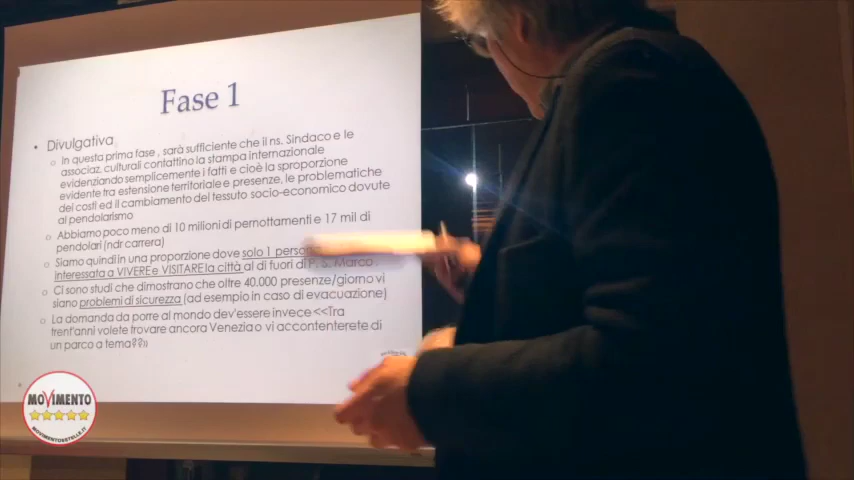 Fase 1
• Divulgativa
o In questa prima fase , sarà sufficiente che il ns. Sindaco e le
associaz. culturali contattino la stampa internazionale
evidenziando semplicemente i fatti e cioè la sproporzione
evidente tra estensione territoriale e presenze, le problematiche
dei costi ed il cambiamento del tessuto socio-economico dovute
al pendolarismo
o Abbiamo poco meno di 10 milioni di pernottamenti e 17 mil di
pendolari (ndr carrera)
o Siamo quindi in una proporzione dove solo 1
interessata a VIVERE e VISITARE la città al di fuori di P. S. Marco
o Ci sono studi che dimostrano che oltre 40.000 presenze/giorno vi
siano problemi di sicurezza (ad esempio in caso di evacuazione)
o La domanda da porre al mondo dev'essere invece <<Tra
trent'anni volete trovare ancora Venezia o vi accontenterete di
un parco a tema??»
MOVIMENTO
MOVIMENTO5STELLE.IT